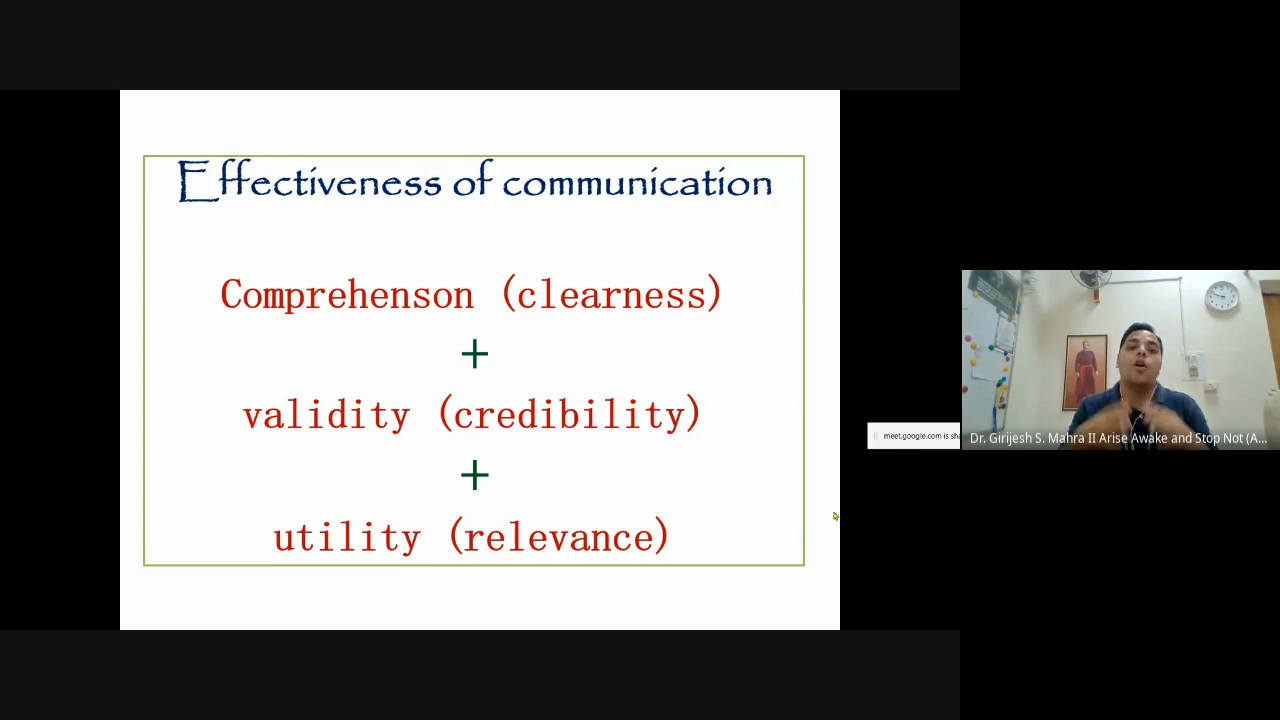 Effectiveness of communication
Comprehenson (clearness)
+
validity (credibility)
+
utility (relevance)
meet.google.com is sha
Dr. Girijesh S. Mahra II Arise Awake and Stop Not (A...